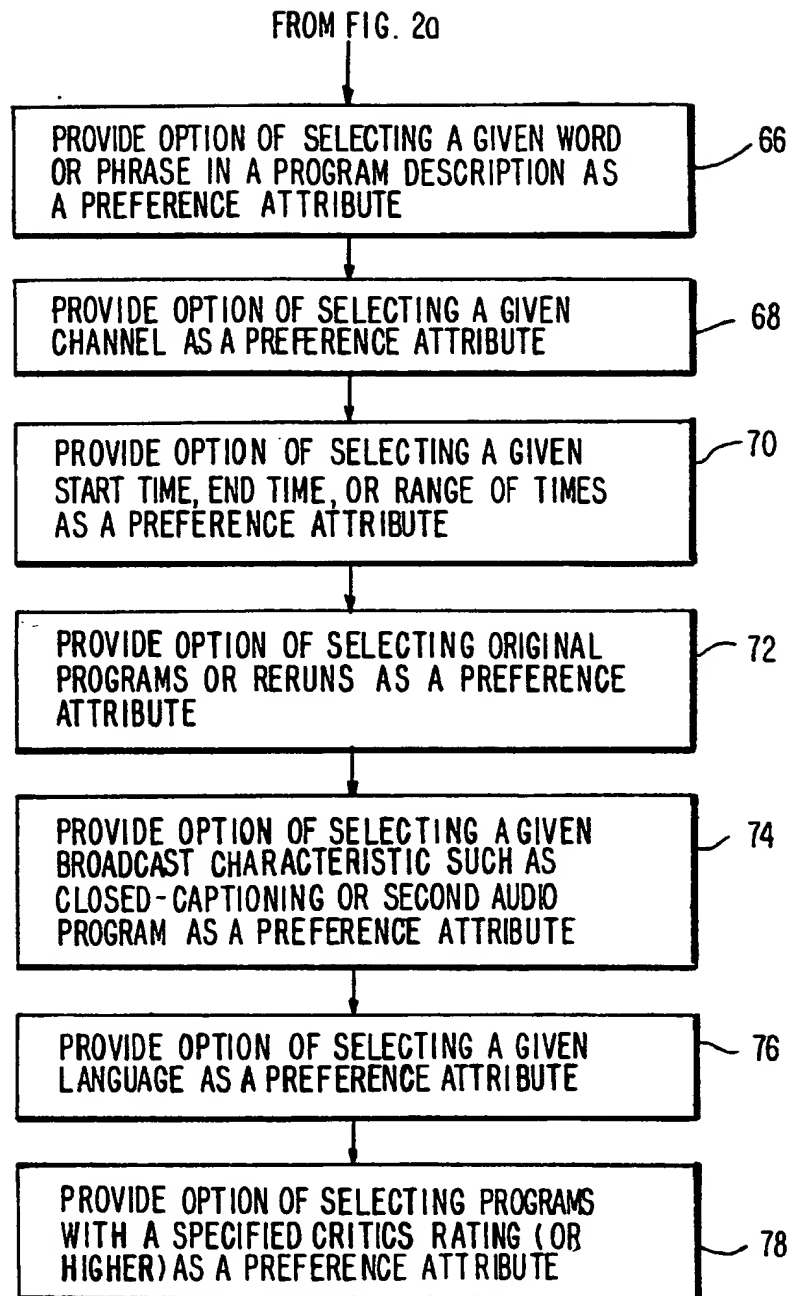 FROM FIG. 2a
PROVIDE OPTION OF SELECTING A GIVEN WORD
OR PHRASE IN A PROGRAM DESCRIPTION AS
A PREFERENCE ATTRIBUTE
66
PROVIDE OPTION OF SELECTING A GIVEN
CHANNEL AS A PREFERENCE ATTRIBUTE
68
PROVIDE OPTION OF SELECTING A GIVEN
START TIME, END TIME, OR RANGE OF TIMES
AS A PREFERENCE ATTRIBUTE
70
PROVIDE OPTION OF SELECTING ORIGINAL
PROGRAMS OR RERUNS AS A PREFERENCE
ATTRIBUTE
72
PROVIDE OPTION OF SELECTING A GIVEN
BROADCAST CHARACTERISTIC SUCH AS
CLOSED-CAPTIONING OR SECOND AUDIO
PROGRAM AS A PREFERENCE ATTRIBUTE
74
PROVIDE OPTION OF SELECTING A GIVEN
LANGUAGE AS A PREFERENCE ATTRIBUTE
76
PROVIDE OPTION OF SELECTING PROGRAMS
WITH A SPECIFIED CRITICS RATING (OR
HIGHER) AS A PREFERENCE ATTRIBUTE
78